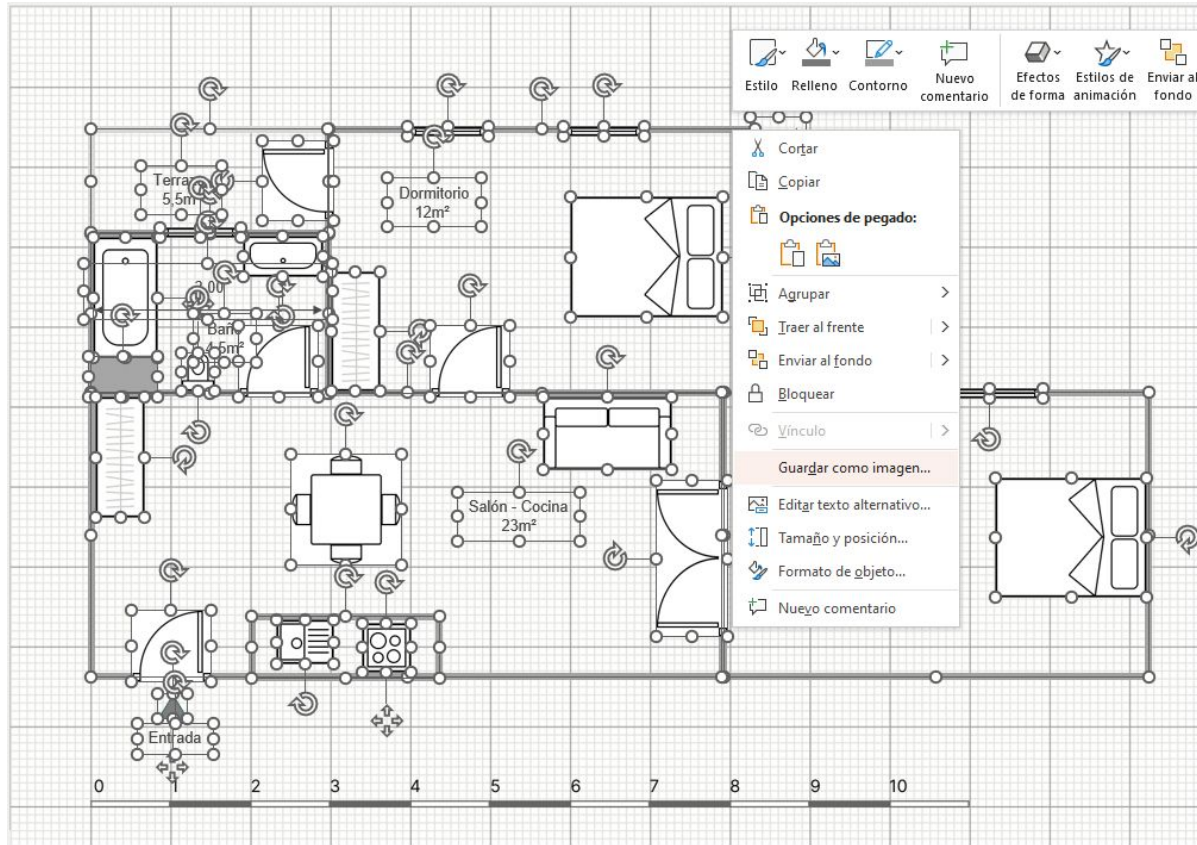 Estilo
Relleno
Contorno
Nuevo
comentario
Efectos
de forma
Estilos de
animación
Enviar al
fondo
Cortar
Copiar
Opciones de pegado:
Agrupar
Traer al frente
Enviar al fondo
Bloquear
Vínculo
Guardar como imagen...
Editar texto alternativo...
Tamaño y posición...
Formato de objeto...
Nuevo comentario
Dormitorio
12m²
Salón - Cocina
23m²
Entrada
0 1 2 3 4 5 6 7 8 9 10